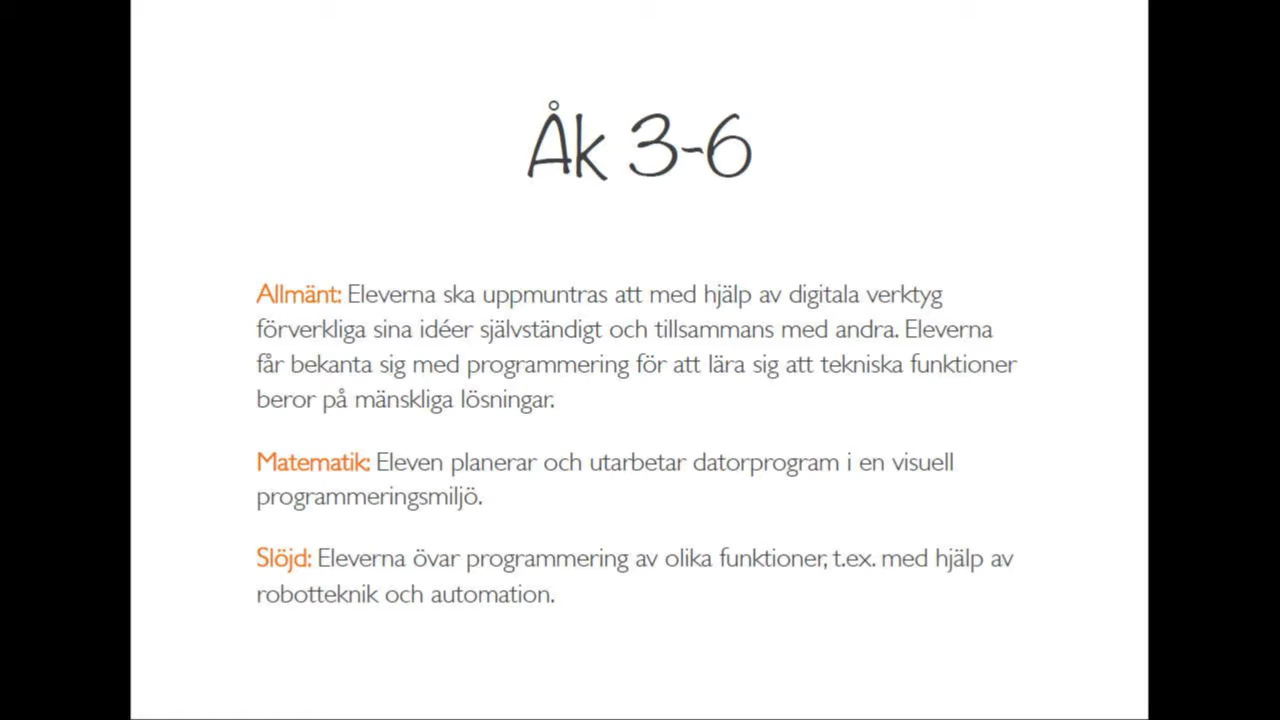 Åk 3-6
Allmänt: Eleverna ska uppmuntras att med hjälp av digitala verktyg
förverkliga sina idéer självständigt och tillsammans med andra. Eleverna
får bekanta sig med programmering för att lära sig att tekniska funktioner
beror på mänskliga lösningar.
Matematik: Eleven planerar och utarbetar datorprogram i en visuell
programmeringsmiljö.
Slöjd: Eleverna övar programmering av olika funktioner, t.ex. med hjälp av
robotteknik och automation.